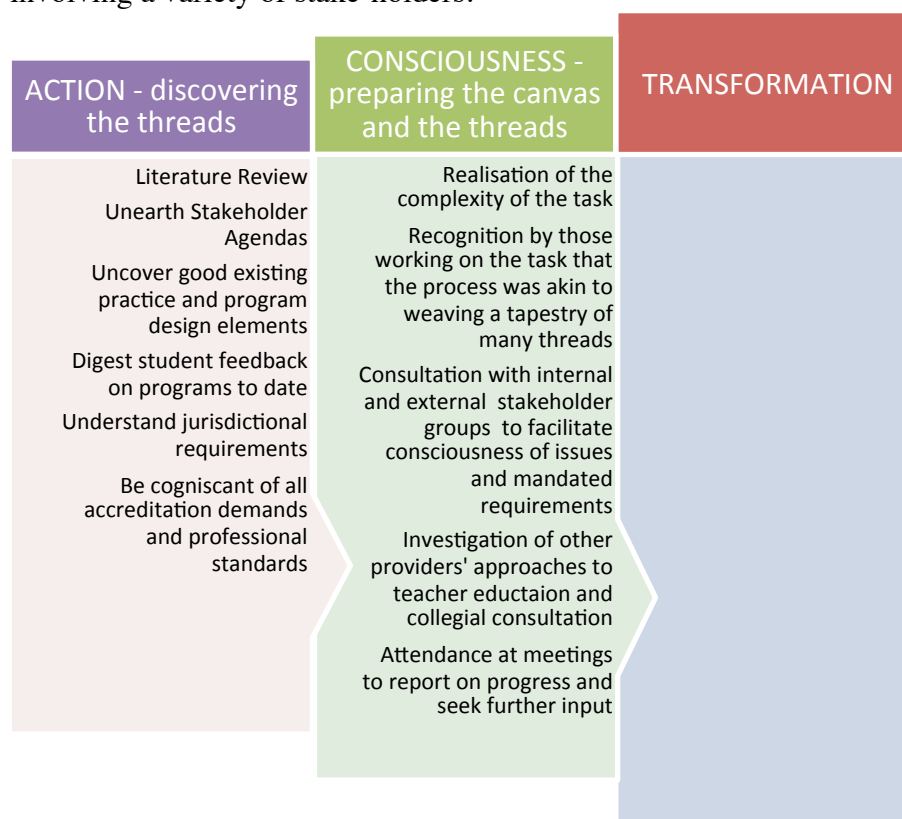 involving a variety of stake-holders.
ACTION - discovering
the threads
Literature Review
Unearth Stakeholder
Agendas
Uncover good existing
practice and program
design elements
Digest student feedback
on programs to date
Understand jurisdictional
requirements
Be cogniscant of all
accreditation demands
and professional
standards
CONSCIOUSNESS -
preparing the canvas
and the threads
Realisation of the
complexity of the task
Recognition by those
working on the task that
the process was akin to
weaving a tapestry of
many threads
Consultation with internal
and external stakeholder
groups to facilitate
consciousness of issues
and mandated
requirements
Investigation of other
providers' approaches to
teacher eductaion and
collegial consultation
Attendance at meetings
to report on progress and
seek further input
TRANSFORMATION